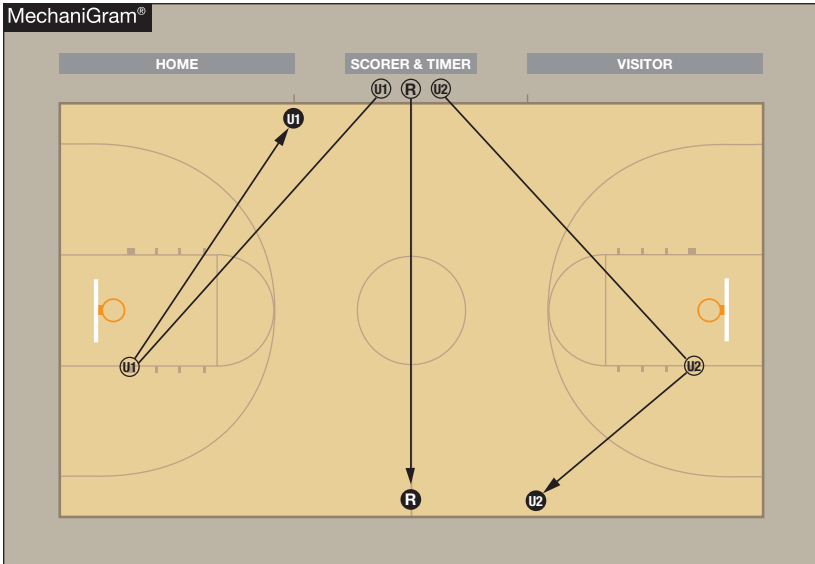 MechaniGram®
HOME
SCORER & TIMER
VISITOR
U1 R U2
U1
U1
U2
R
U2